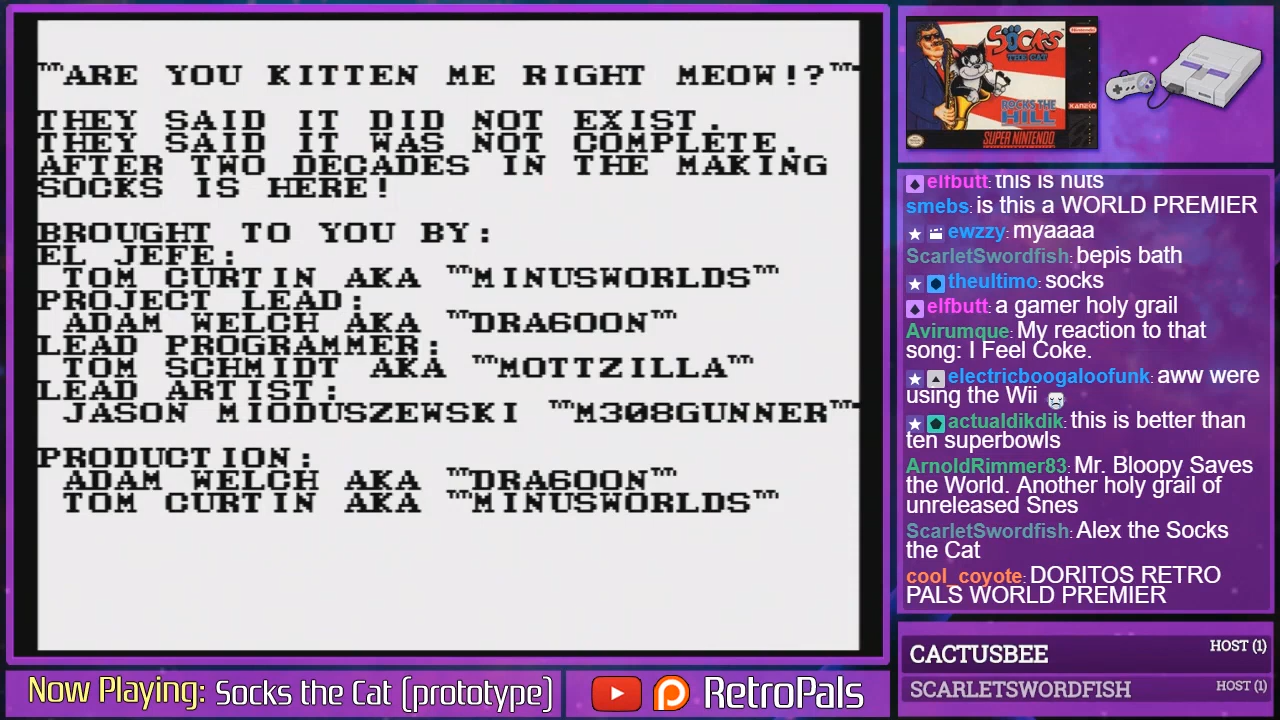 "ARE YOU KITTEN ME RIGHT MEOW!?"
THEY SAID IT DID NOT EXIST.
THEY SAID IT WAS NOT COMPLETE.
AFTER TWO DECADES IN THE MAKING
SOCKS IS HERE!
BROUGHT TO YOU BY:
EL JEFE:
TOM CURTIN AKA "MINUSWORLDS"
PROJECT LEAD:
ADAM WELCH AKA "DRA600N"
LEAD PROGRAMMER:
TOM SCHMIDT AKA "MOTTZILLA"
LEAD ARTIST:
JASON MIODUSZEWSKI "M308GUNNER"
PRODUCTION:
ADAM WELCH AKA "DRA600N"
TOM CURTIN AKA "MINUSWORLDS"
Now Playing: Socks the Cat (prototype)
RetroPals
SOCKS
THE CAT
ROCKS THE
HILL
Nintendo
KANEKO
SUPER NINTENDO
elfbutt: this is nuts
smebs: is this a WORLD PREMIER
ewzzy: myaaaa
ScarletSwordfish: bepis bath
theultimo: socks
elfbutt: a gamer holy grail
Avirumque: My reaction to that
song: I Feel Coke.
electricboogaloofunk: aww were
using the Wii
actualdikdik: this is better than
ten superbowls
ArnoldRimmer83: Mr. Bloopy Saves
the World. Another holy grail of
unreleased Snes
ScarletSwordfish: Alex the Socks
the Cat
cool_coyote: DORITOS RETRO
PALS WORLD PREMIER
CACTUSBEE HOST (1)
SCARLETSWORDFISH HOST (1)